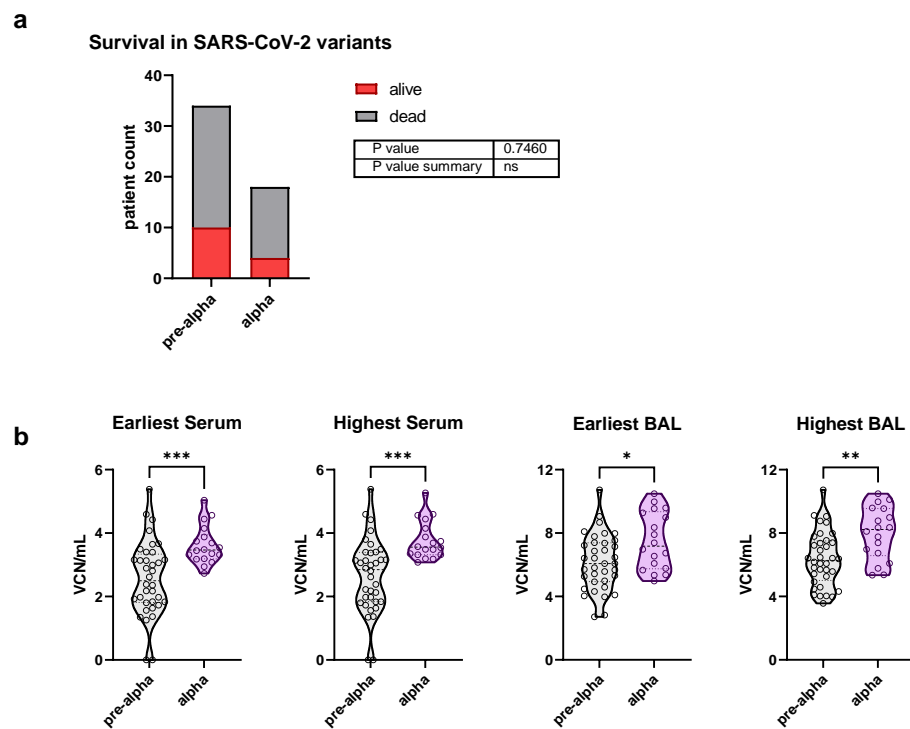 a
Survival in SARS-CoV-2 variants
40
30
20
10
0
patient count
pre-alpha
alpha
alive
dead
P value 0.7460
P value summary ns
b
Earliest Serum
***
6
4
2
0
VCN/mL
pre-alpha
alpha
Highest Serum
***
6
4
2
0
VCN/mL
pre-alpha
alpha
Earliest BAL
*
12
8
4
0
VCN/mL
pre-alpha
alpha
Highest BAL
**
12
8
4
0
VCN/mL
pre-alpha
alpha